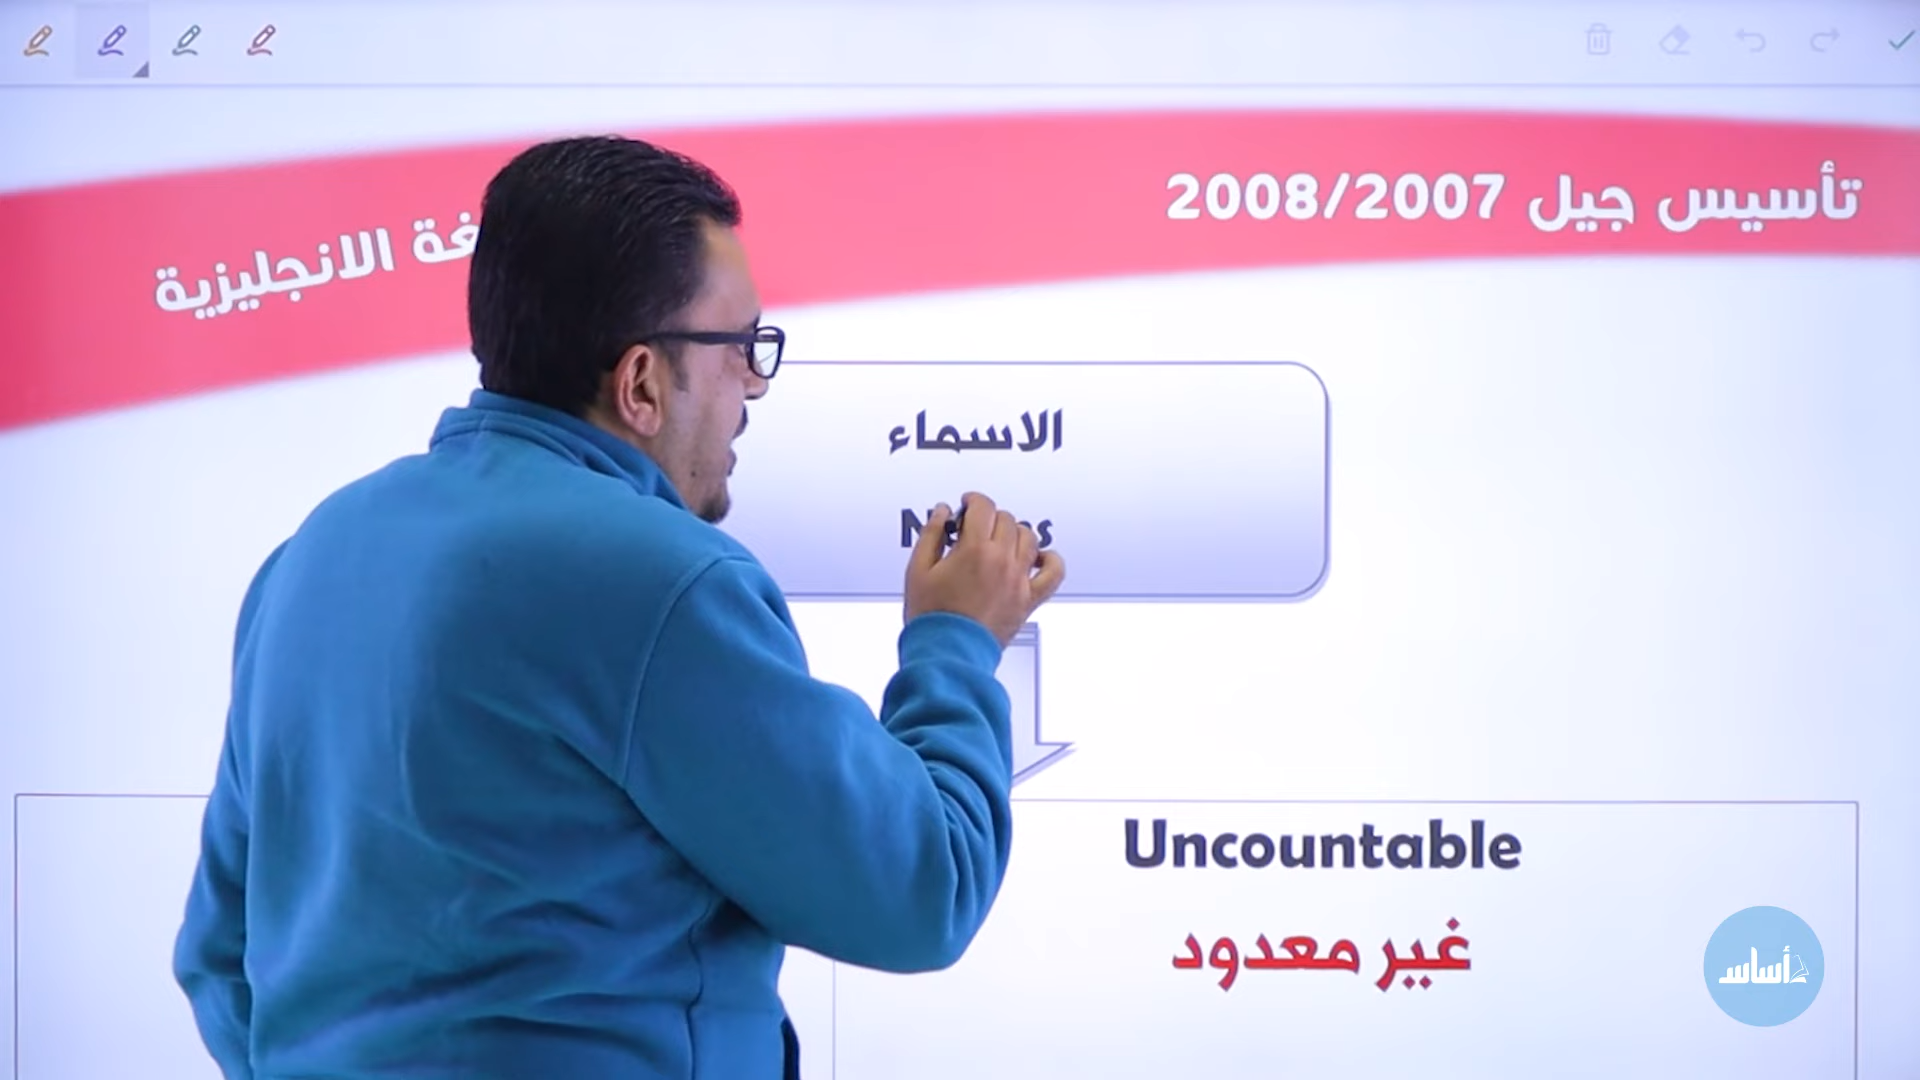 تأسيس جيل 2008/2007
الانجليزية
الاسماء
Uncountable
غير معدود
أساس